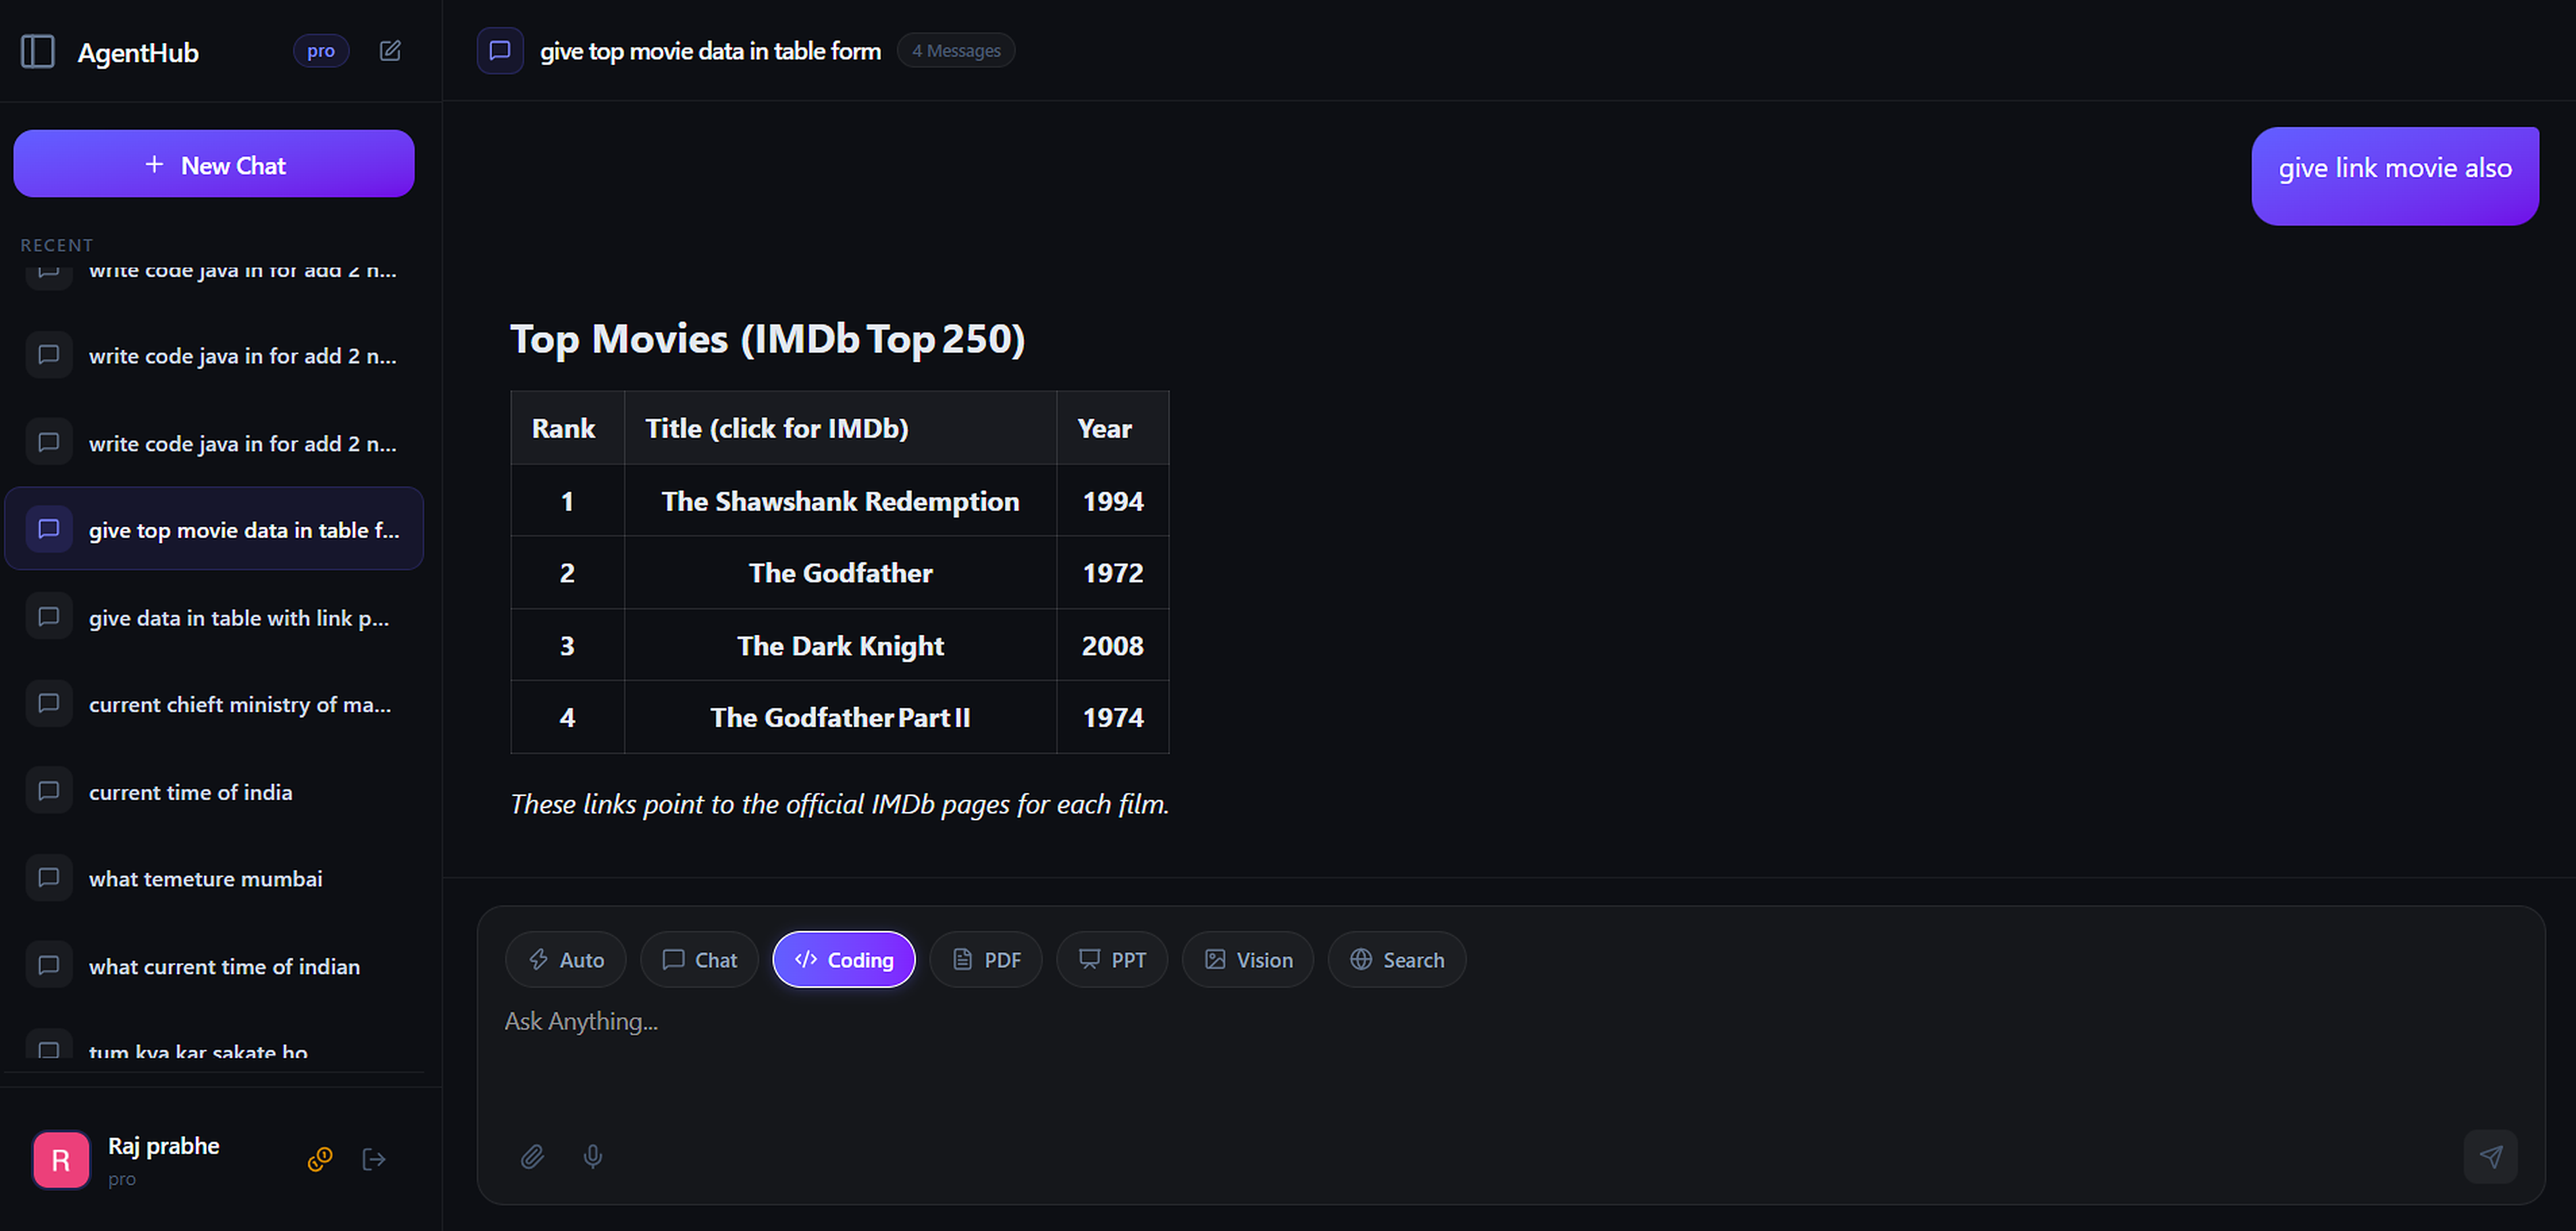 AgentHub
pro
New Chat
RECENT
write code java in for add 2 n...
write code java in for add 2 n...
write code java in for add 2 n...
give top movie data in table f...
give data in table with link p...
current chieft ministry of ma...
current time of india
what temeture mumbai
what current time of indian
tum kya kar sakate ho
R
Raj prabhe
pro
give top movie data in table form
4 Messages
give link movie also
Top Movies (IMDb Top 250)
Rank Title (click for IMDb) Year
1 The Shawshank Redemption 1994
2 The Godfather 1972
3 The Dark Knight 2008
4 The Godfather Part II 1974
These links point to the official IMDb pages for each film.
Auto Chat Coding PDF PPT Vision Search
Ask Anything...